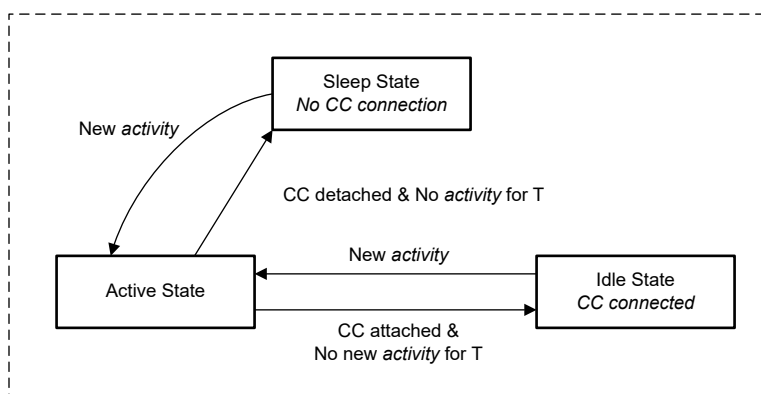 Sleep State
No CC connection
New activity
CC detached & No activity for T
New activity
Active State
Idle State
CC connected
CC attached &
No new activity for T